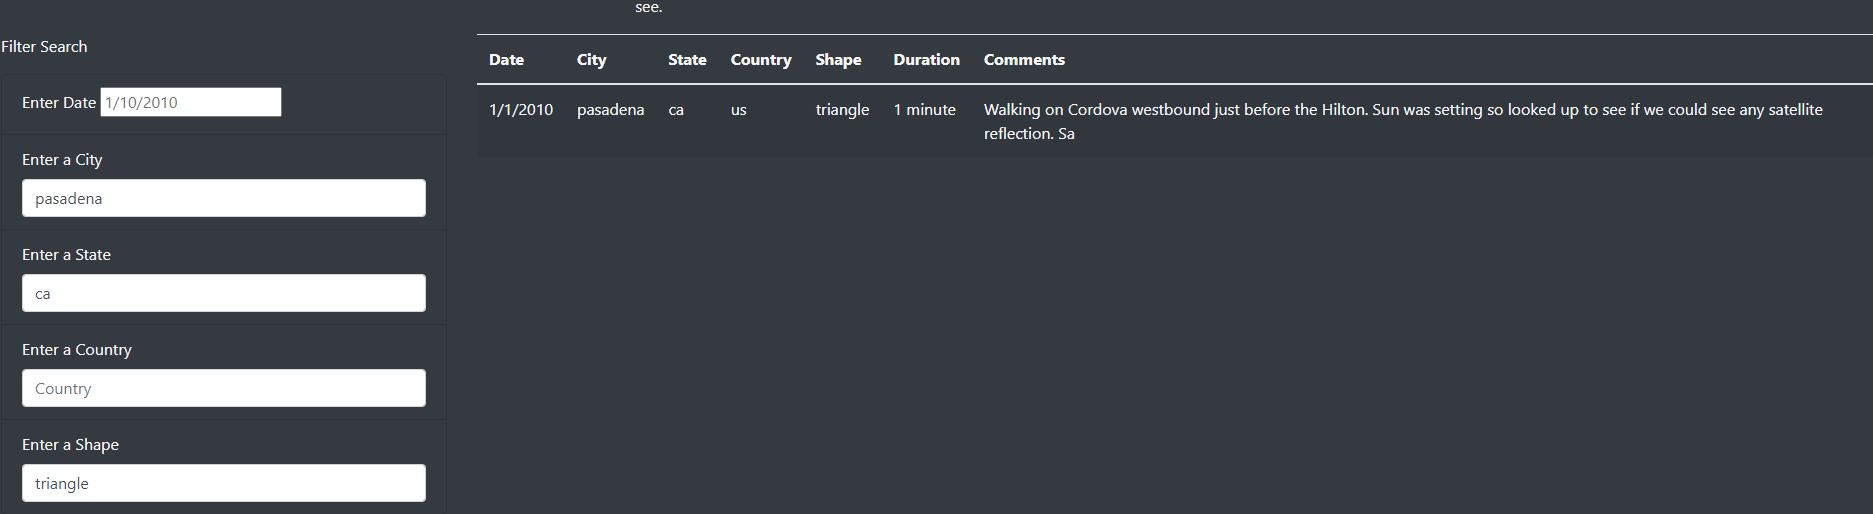 see.
Filter Search
Enter Date 1/10/2010
Enter a City
pasadena
Enter a State
ca
Enter a Country
Country
Enter a Shape
triangle
Date City State Country Shape Duration Comments
1/1/2010 pasadena ca us triangle 1 minute Walking on Cordova westbound just before the Hilton. Sun was setting so looked up to see if we could see any satellite
reflection. Sa